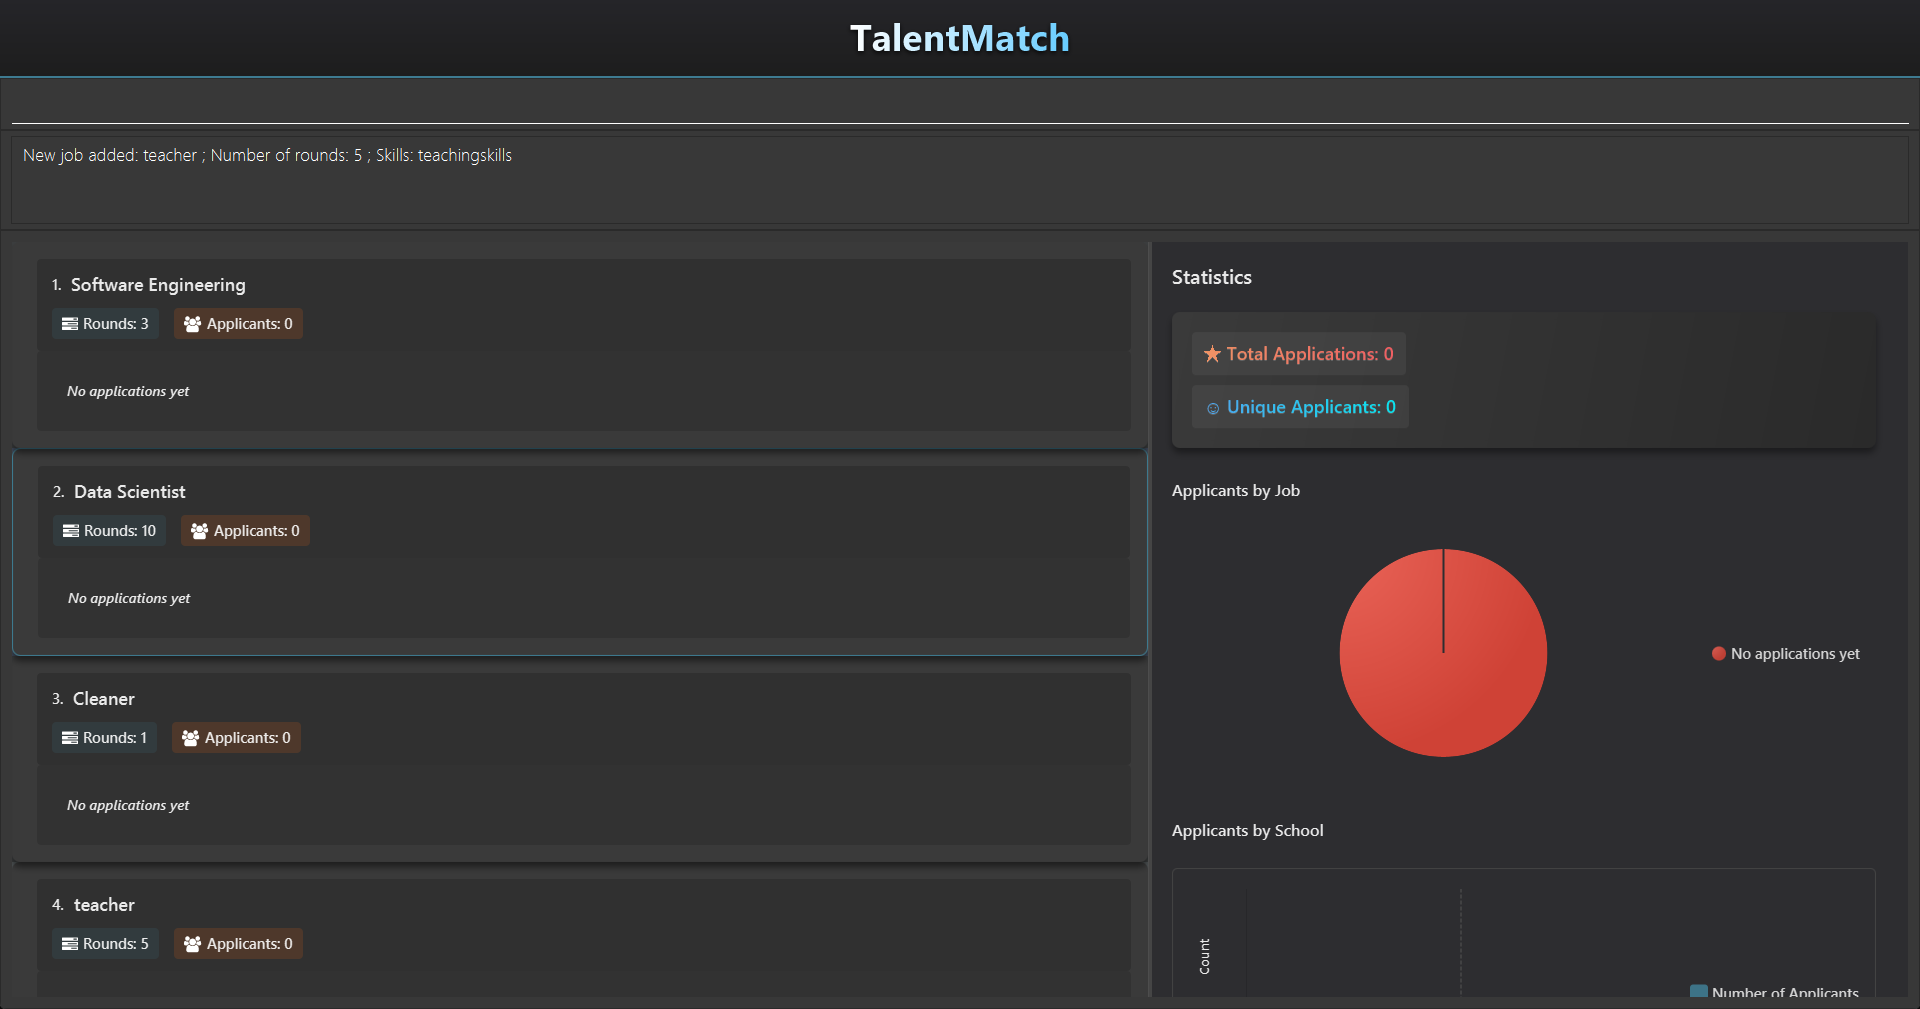 TalentMatch
New job added: teacher ; Number of rounds: 5 ; Skills: teachingskills
1. Software Engineering
Rounds: 3 Applicants: 0
No applications yet
2. Data Scientist
Rounds: 10 Applicants: 0
No applications yet
3. Cleaner
Rounds: 1 Applicants: 0
No applications yet
4. teacher
Rounds: 5 Applicants: 0
Statistics
★ Total Applications: 0
☺ Unique Applicants: 0
Applicants by Job
No applications yet
Applicants by School
Count
Number of Applicants